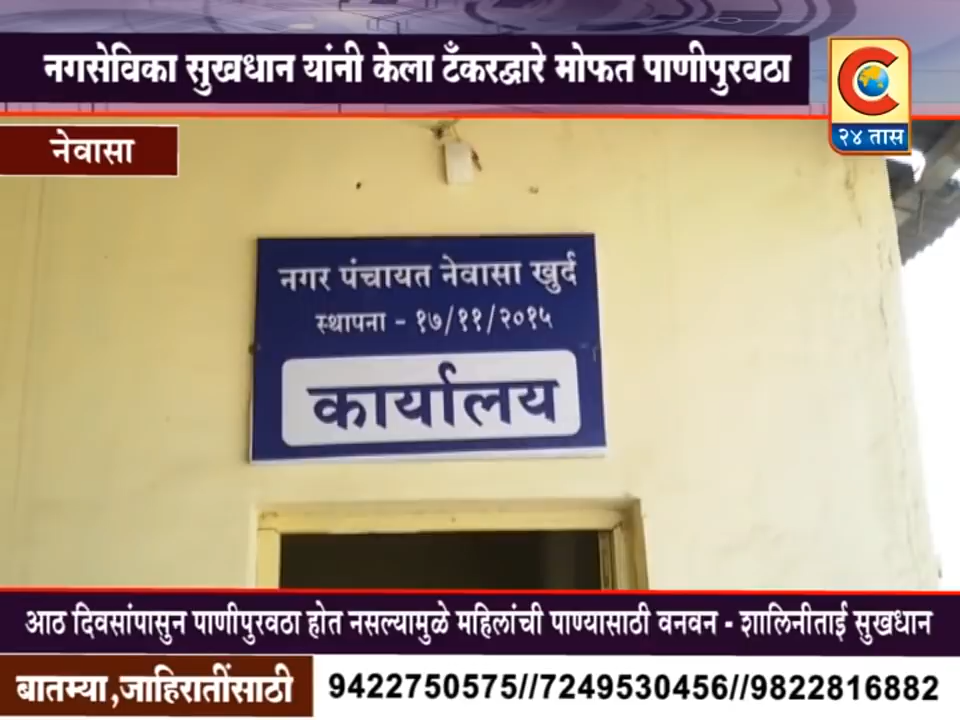 नगसेविका सुखधान यांनी केला टँकरद्वारे मोफत पाणीपुरवठा
C
२४ तास
नेवासा
नगर पंचायत नेवासा खुर्द
स्थापना - १७/११/२०१५
कार्यालय
आठ दिवसांपासुन पाणीपुरवठा होत नसल्यामुळे महिलांची पाण्यासाठी वनवन - शालिनीताई सुखधान
बातम्या,जाहिरातींसाठी
9422750575//7249530456//9822816882